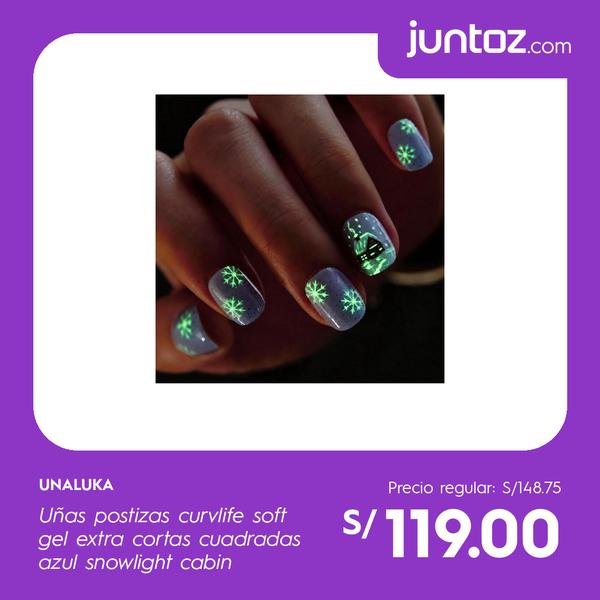 juntoz.com
UNALUKA
Uñas postizas curvlife soft
gel extra cortas cuadradas
azul snowlight cabin
Precio regular: S/148.75
S/119.00